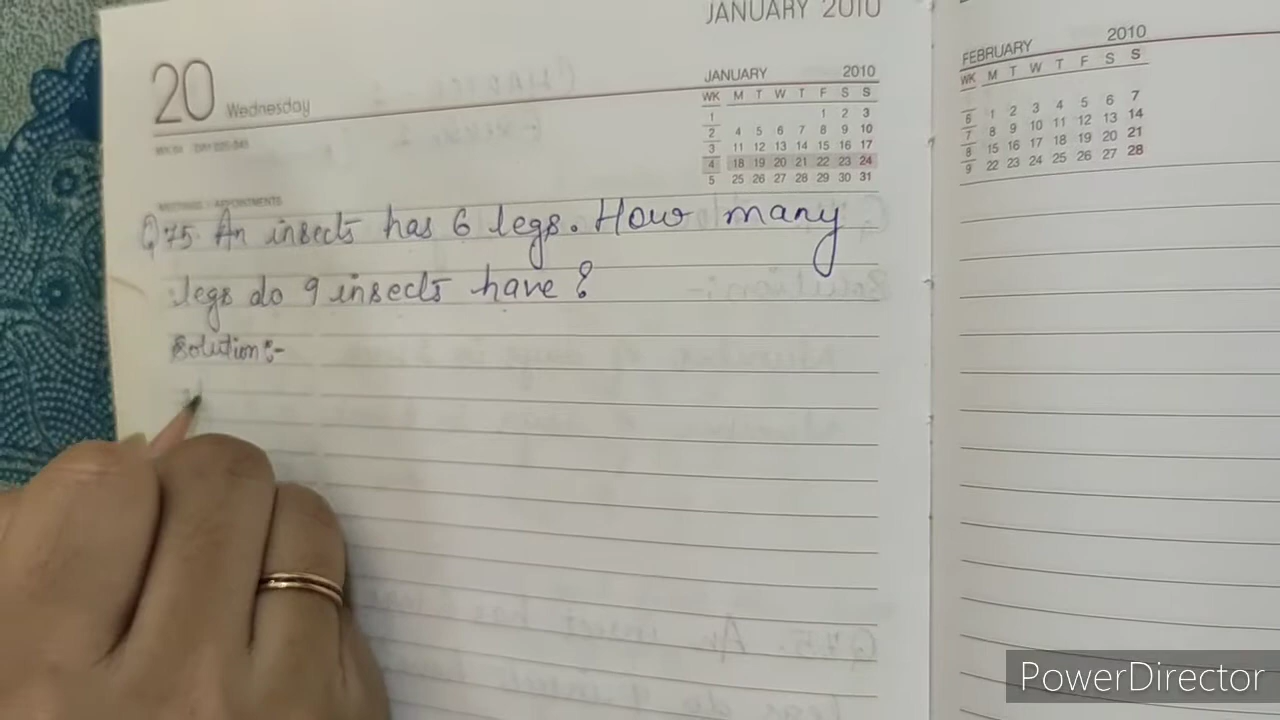 JANUARY 2010
20 Wednesday
MEETINGS / APPOINTMENTS
JANUARY 2010
WK M T W T F S S
1 1 2 3
2 4 5 6 7 8 9 10
3 11 12 13 14 15 16 17
4 18 19 20 21 22 23 24
5 25 26 27 28 29 30 31
Q75. An insects has 6 legs. How many
legs do 9 insects have?
Solution:-
FEBRUARY 2010
WK M T W T F S S
6 1 2 3 4 5 6 7
7 8 9 10 11 12 13 14
8 15 16 17 18 19 20 21
9 22 23 24 25 26 27 28
PowerDirector